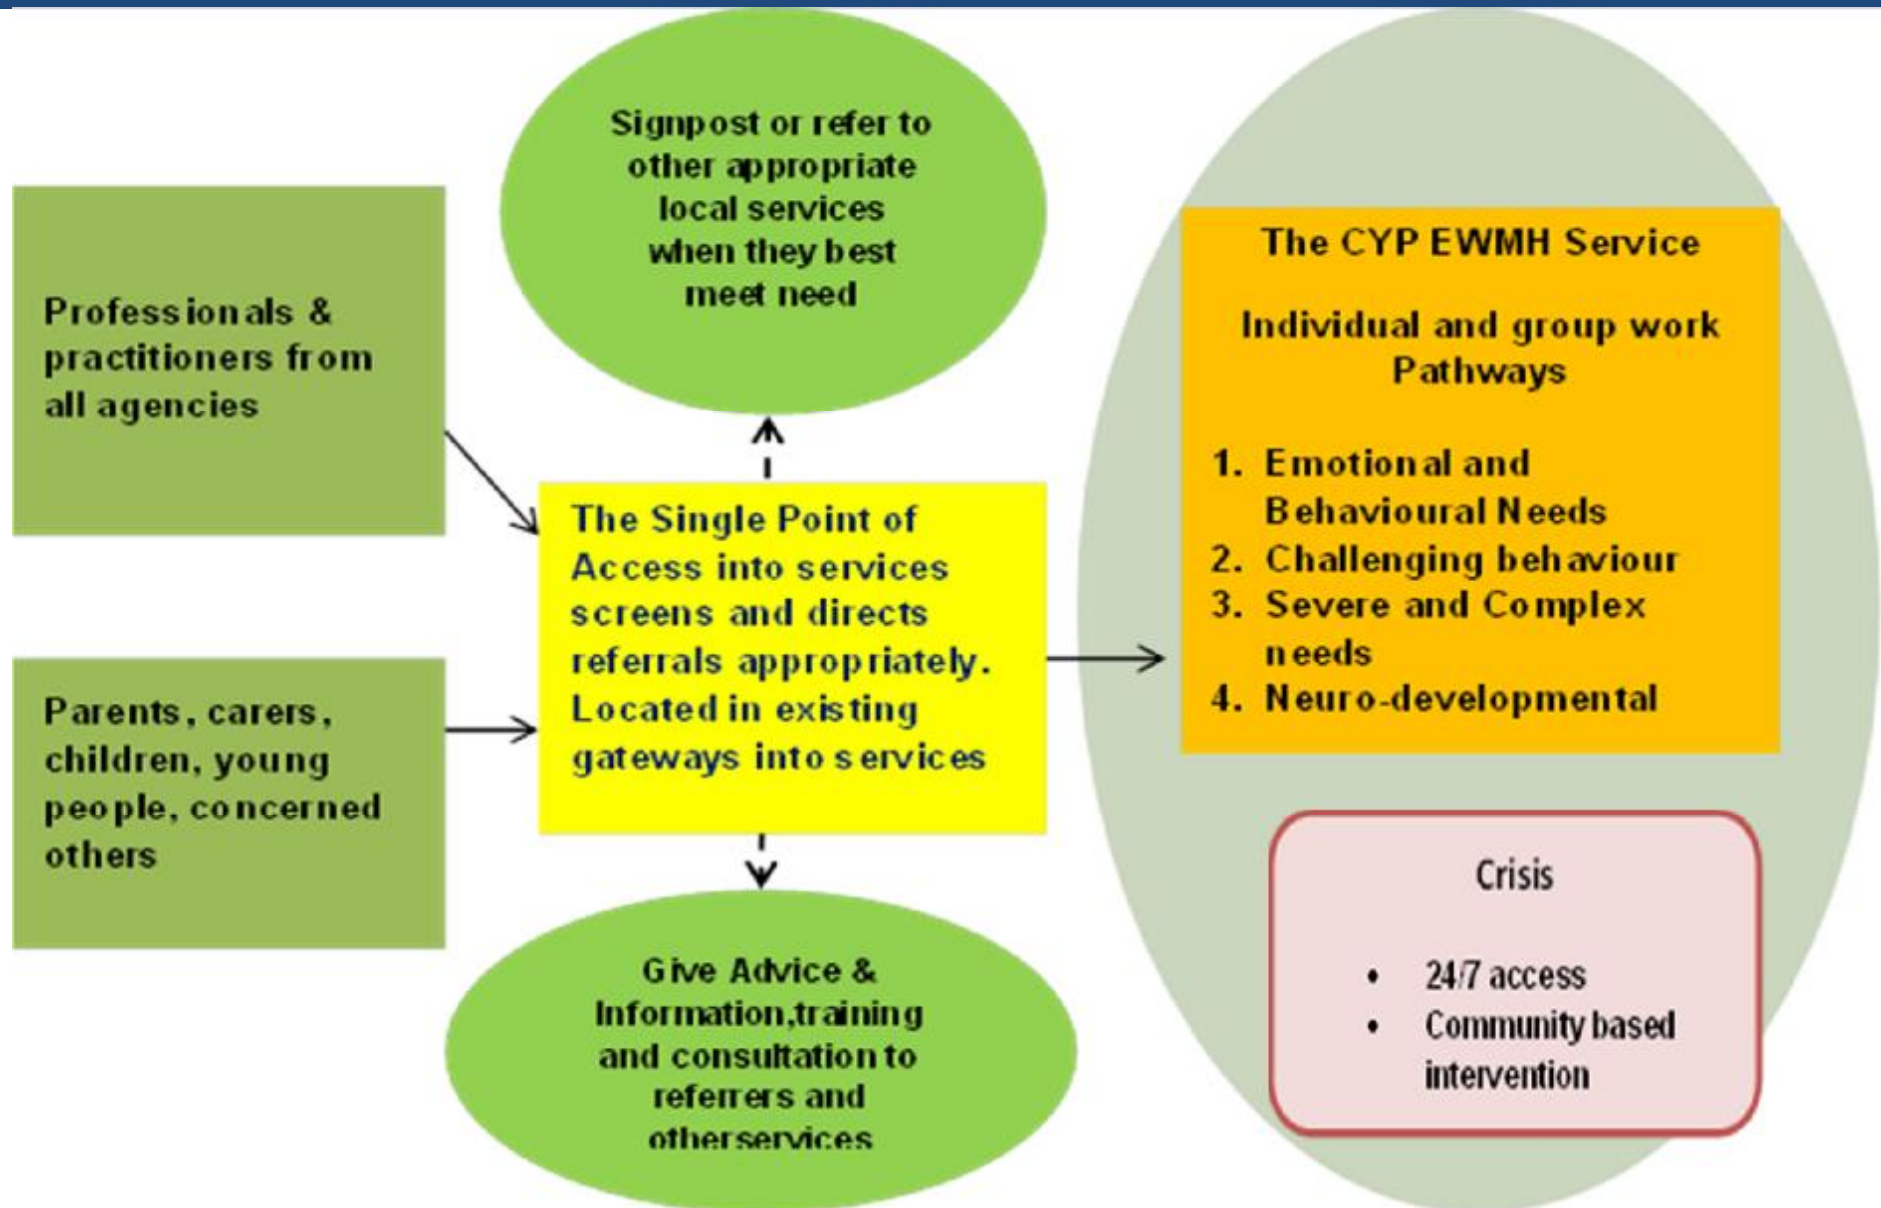 Professionals &
practitioners from
all agencies
Parents, carers,
children, young
people, concerned
others
Signpost or refer to
other appropriate
local services
when they best
meet need
The Single Point of
Access into services
screens and directs
referrals appropriately.
Located in existing
gateways into services
Give Advice &
Information,training
and consultation to
referrers and
otherservices
The CYP EWMH Service
Individual and group work
Pathways
1. Emotional and
Behavioural Needs
2. Challenging behaviour
3. Severe and Complex
needs
4. Neuro-developmental
Crisis
• 24/7 access
• Community based
intervention